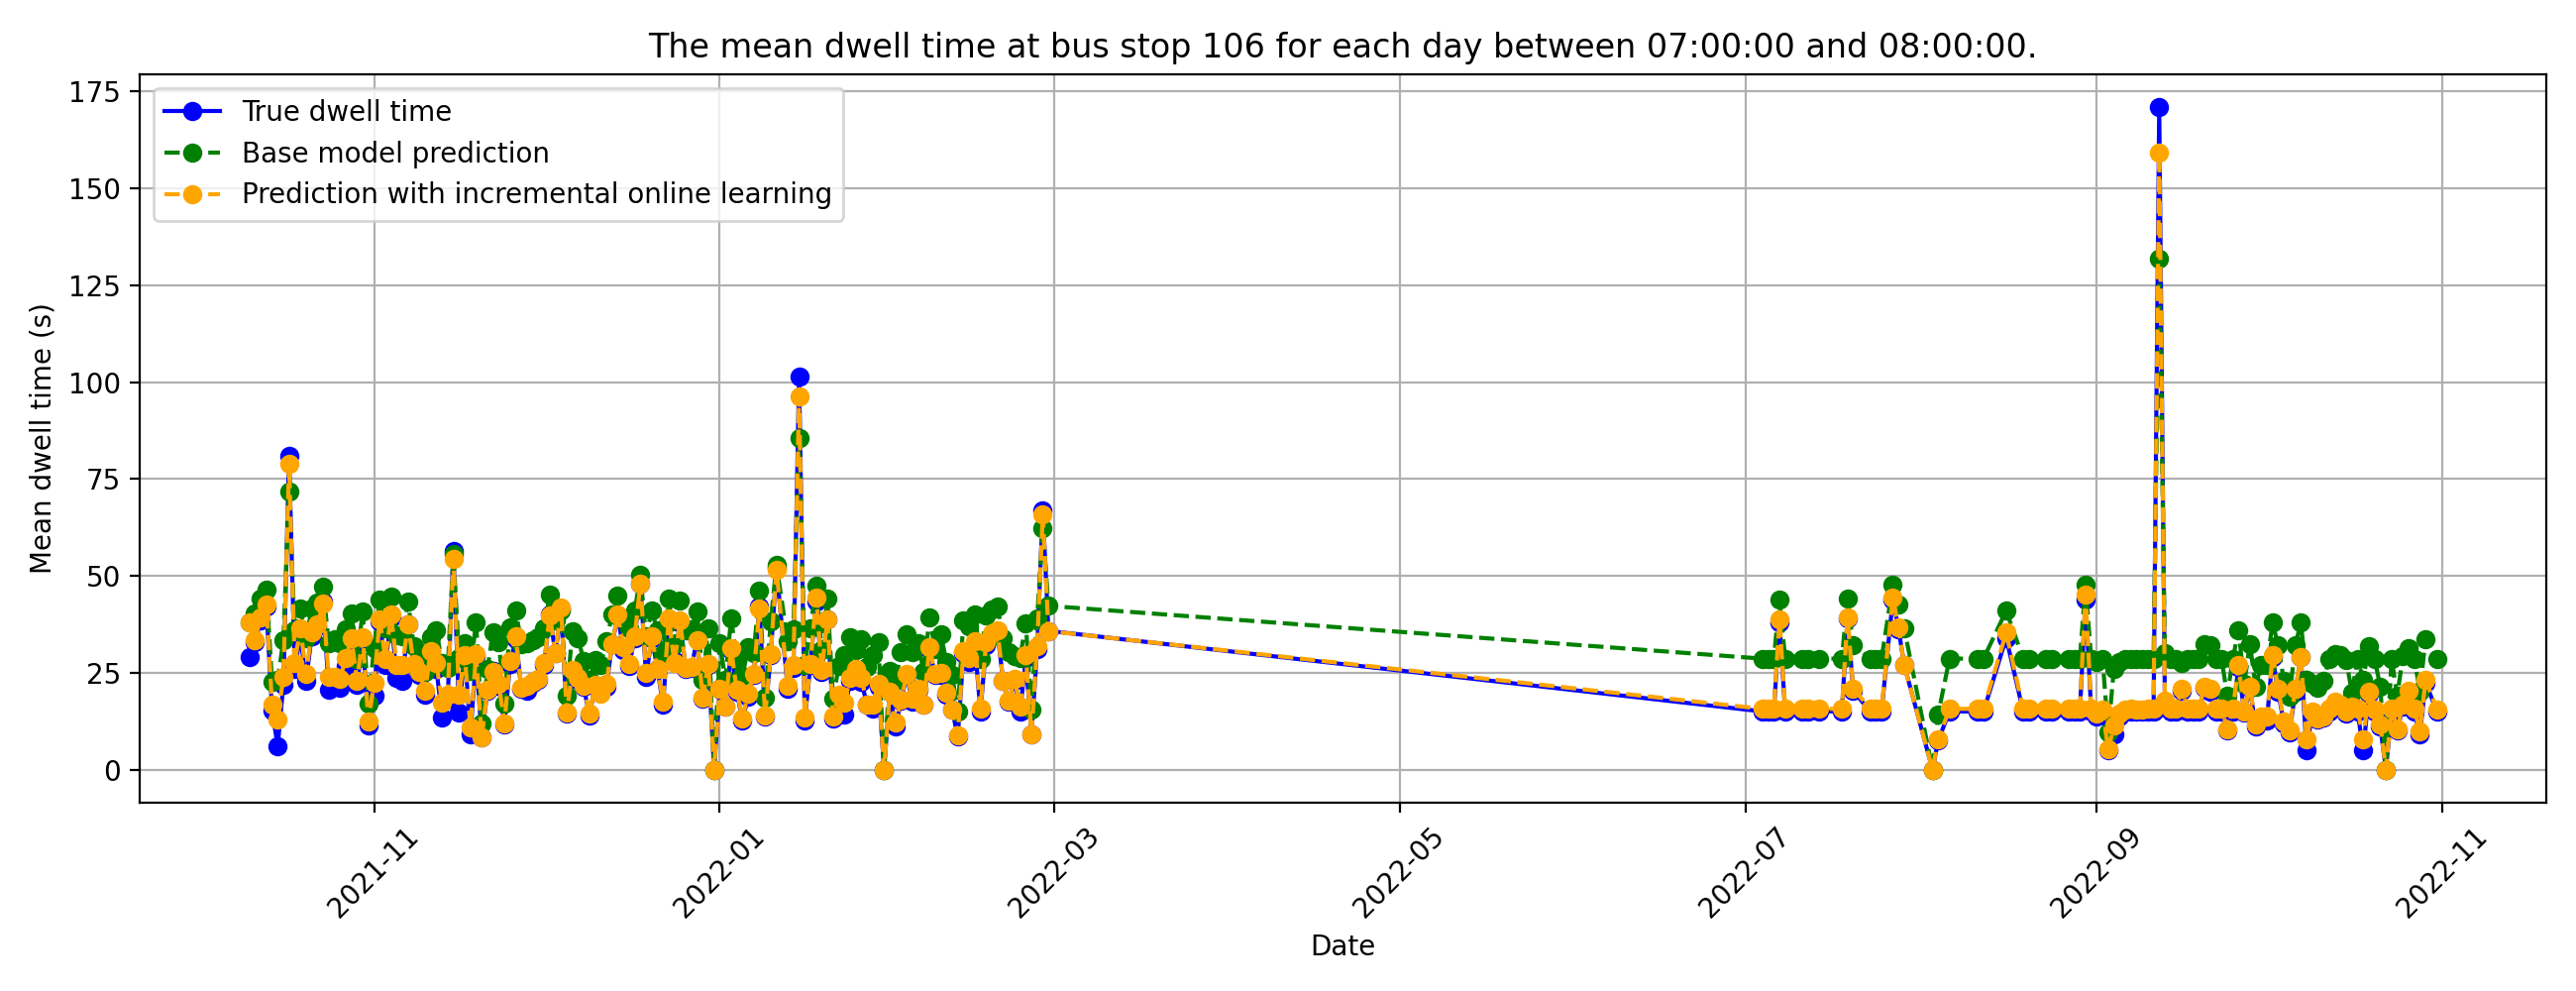 The mean dwell time at bus stop 106 for each day between 07:00:00 and 08:00:00.
True dwell time
Base model prediction
Prediction with incremental online learning
Mean dwell time (s)
175
150
125
100
75
50
25
0
2021-11
2022-01
2022-03
2022-05
2022-07
2022-09
2022-11
Date